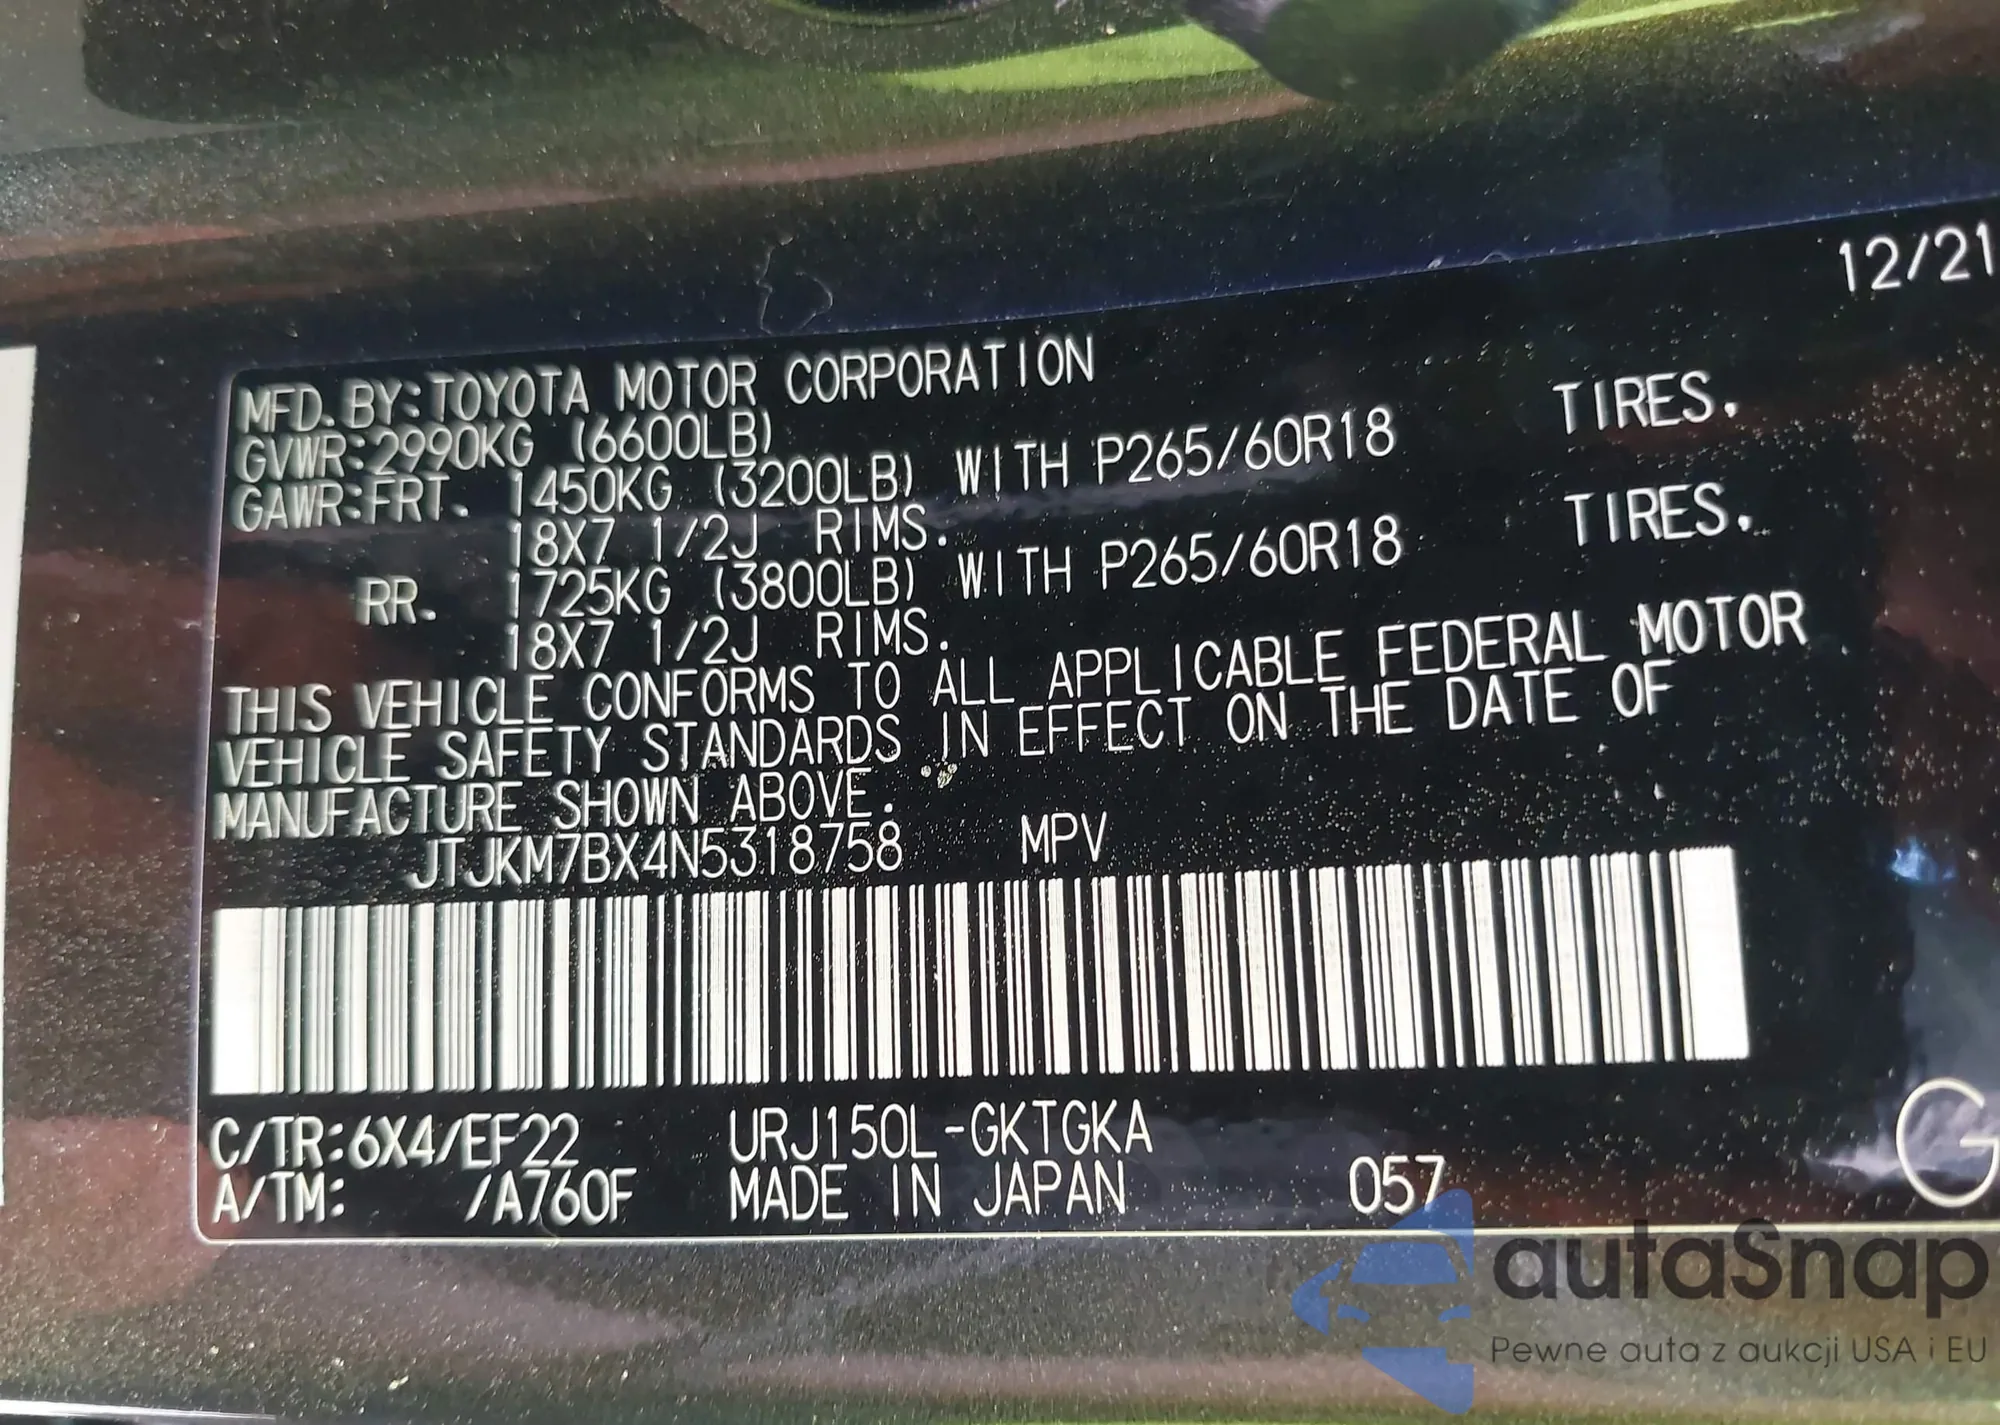 12/21
MFD. BY: TOYOTA MOTOR CORPORATION
GVWR: 2990KG (6600LB)
GAWR: FRT. 1450KG (3200LB) WITH P265/60R18 TIRES.
18X7 1/2J RIMS.
RR. 1725KG (3800LB) WITH P265/60R18 TIRES.
18X7 1/2J RIMS.
THIS VEHICLE CONFORMS TO ALL APPLICABLE FEDERAL MOTOR
VEHICLE SAFETY STANDARDS IN EFFECT ON THE DATE OF
MANUFACTURE SHOWN ABOVE.
JTJKM7BX4N5318758 MPV
C/TR: 6X4/EF22 URJ150L-GKTGKA
A/TM: /A760F MADE IN JAPAN 057 G
autaSnap
Pewne auta z aukcji USA i EU